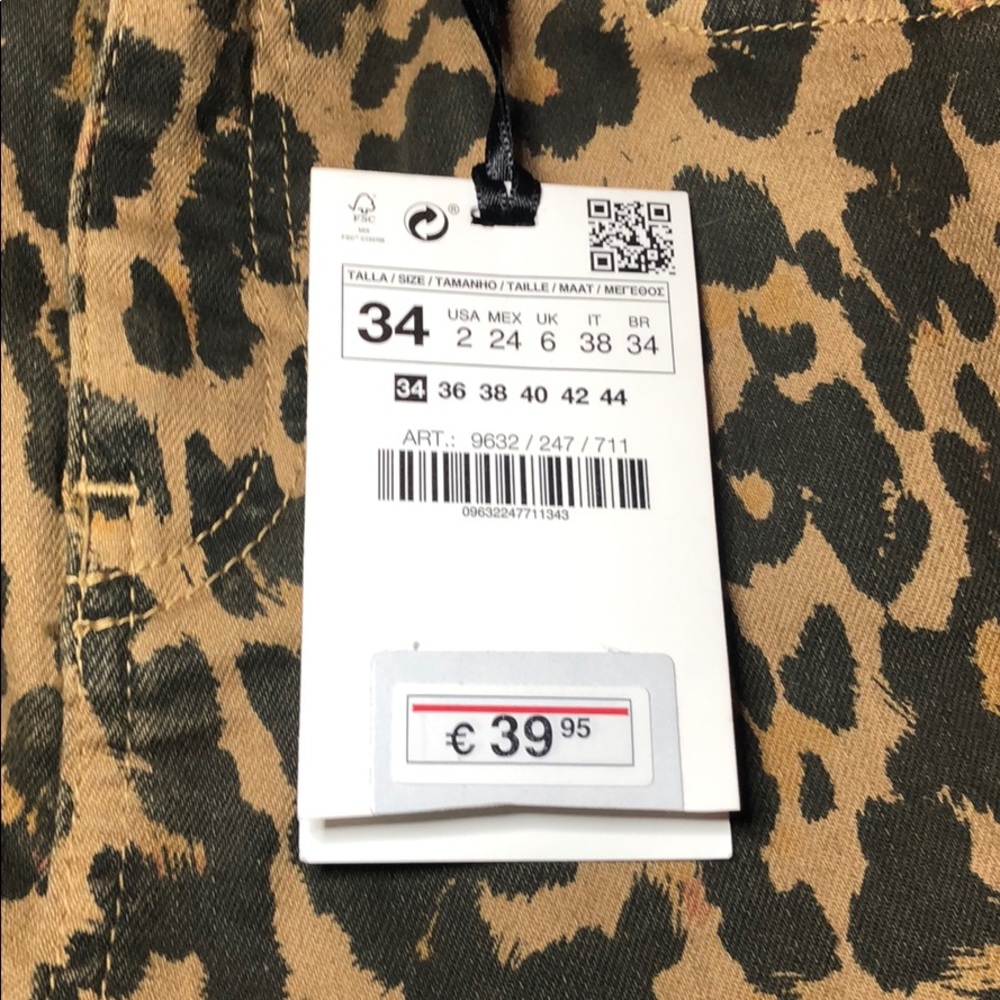 FSC
MIX
®
TALLA / SIZE / TAMANHO / TAILLE / MAAT / ΜΕΓΕΘΟΣ
34 USA MEX UK IT BR
2 24 6 38 34
34 36 38 40 42 44
ART.: 9632 / 247 / 711
09632247711343
€ 39 95